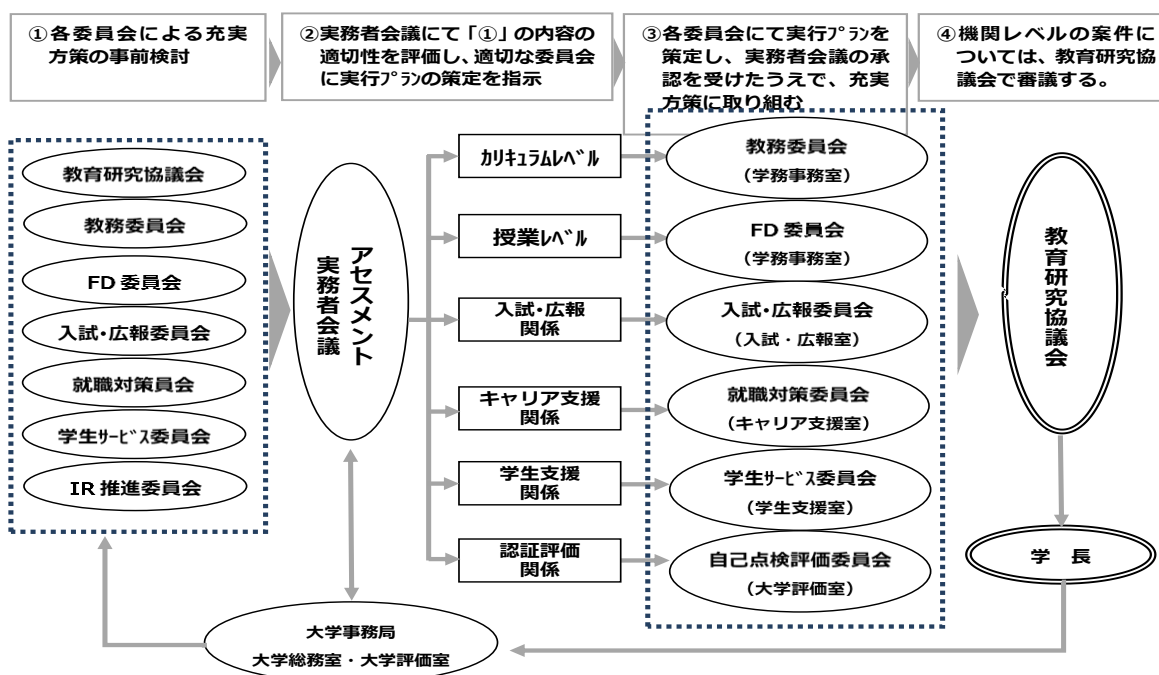 ①各委員会による充実
方策の事前検討
②実務者会議にて「①」の内容の
適切性を評価し、適切な委員会
に実行プランの策定を指示
③各委員会にて実行プランを
策定し、実務者会議の承
認を受けたうえで、充実
方策に取り組む
④機関レベルの案件に
ついては、教育研究協
議会で審議する。
教育研究協議会
教務委員会
FD 委員会
入試・広報委員会
就職対策員会
学生サービス委員会
IR 推進委員会
アセスメント
実務者会議
カリキュラムレベル
授業レベル
入試・広報
関係
キャリア支援
関係
学生支援
関係
認証評価
関係
教務委員会
(学務事務室)
FD 委員会
(学務事務室)
入試・広報委員会
(入試・広報室)
就職対策委員会
(キャリア支援室)
学生サービス委員会
(学生支援室)
自己点検評価委員会
(大学評価室)
教育研究協議会
学 長
大学事務局
大学総務室・大学評価室